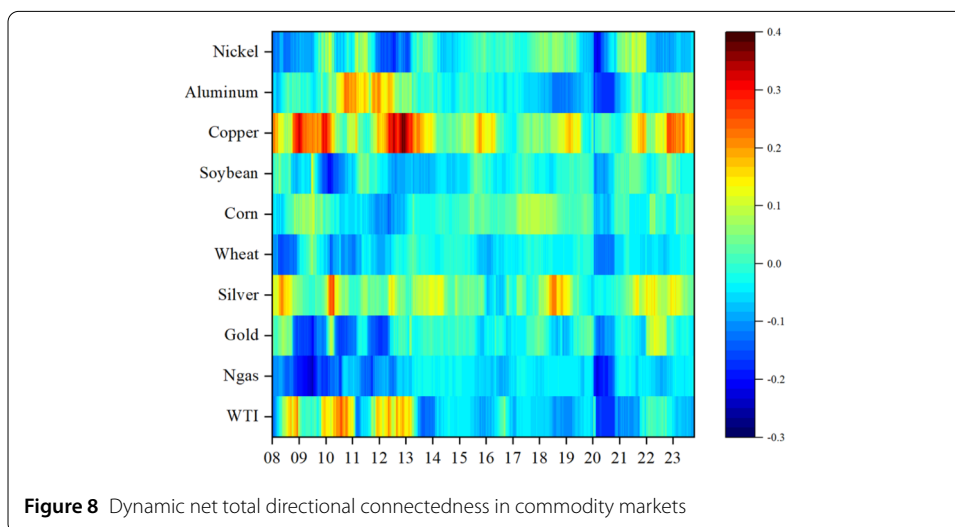 Nickel
Aluminum
Copper
Soybean
Corn
Wheat
Silver
Gold
Ngas
WTI
08 09 10 11 12 13 14 15 16 17 18 19 20 21 22 23
0.4
0.3
0.2
0.1
0.0
-0.1
-0.2
-0.3
Figure 8 Dynamic net total directional connectedness in commodity markets